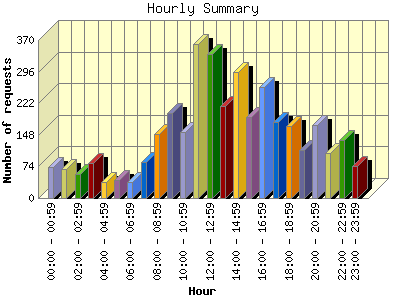 Hourly Summary
Number of requests
370
296
222
148
74
0
00:00 - 00:59
02:00 - 02:59
04:00 - 04:59
06:00 - 06:59
08:00 - 08:59
10:00 - 10:59
12:00 - 12:59
14:00 - 14:59
16:00 - 16:59
18:00 - 18:59
20:00 - 20:59
22:00 - 22:59
23:00 - 23:59
Hour